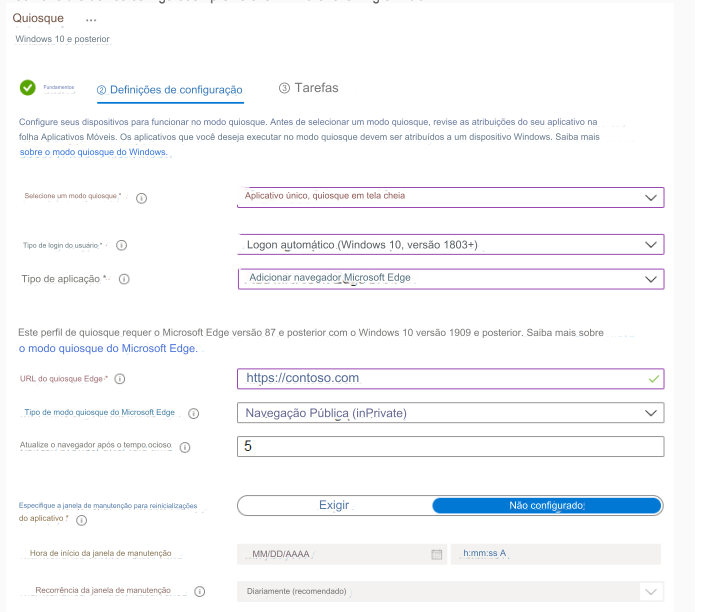 Quiosque ...
Windows 10 e posterior
Fundamentos
② Definições de configuração
③ Tarefas
Configure seus dispositivos para funcionar no modo quiosque. Antes de selecionar um modo quiosque, revise as atribuições do seu aplicativo na
folha Aplicativos Móveis. Os aplicativos que você deseja executar no modo quiosque devem ser atribuídos a um dispositivo Windows. Saiba mais
sobre o modo quiosque do Windows.
Selecione um modo quiosque * Aplicativo único, quiosque em tela cheia
Tipo de login do usuário * Logon automático (Windows 10, versão 1803+)
Tipo de aplicação * Adicionar navegador Microsoft Edge
Este perfil de quiosque requer o Microsoft Edge versão 87 e posterior com o Windows 10 versão 1909 e posterior. Saiba mais sobre
o modo quiosque do Microsoft Edge.
URL do quiosque Edge * https://contoso.com
Tipo de modo quiosque do Microsoft Edge Navegação Pública (inPrivate)
Atualize o navegador após o tempo ocioso 5
Especifique a janela de manutenção para reinicializações
do aplicativo * Exigir Não configurado
Hora de início da janela de manutenção MM/DD/AAAA h:mm:ss A
Recorrência da janela de manutenção Diariamente (recomendado)